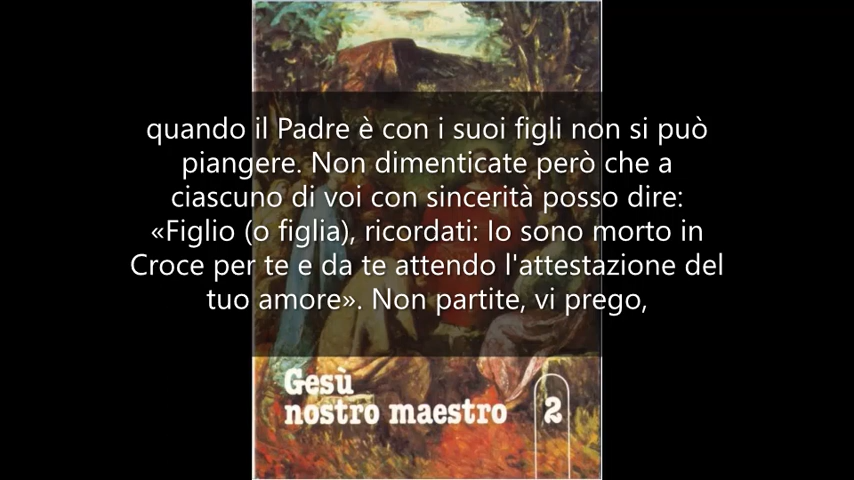 quando il Padre è con i suoi figli non si può
piangere. Non dimenticate però che a
ciascuno di voi con sincerità posso dire:
«Figlio (o figlia), ricordati: Io sono morto in
Croce per te e da te attendo l'attestazione del
tuo amore». Non partite, vi prego,
Gesù
nostro maestro
2